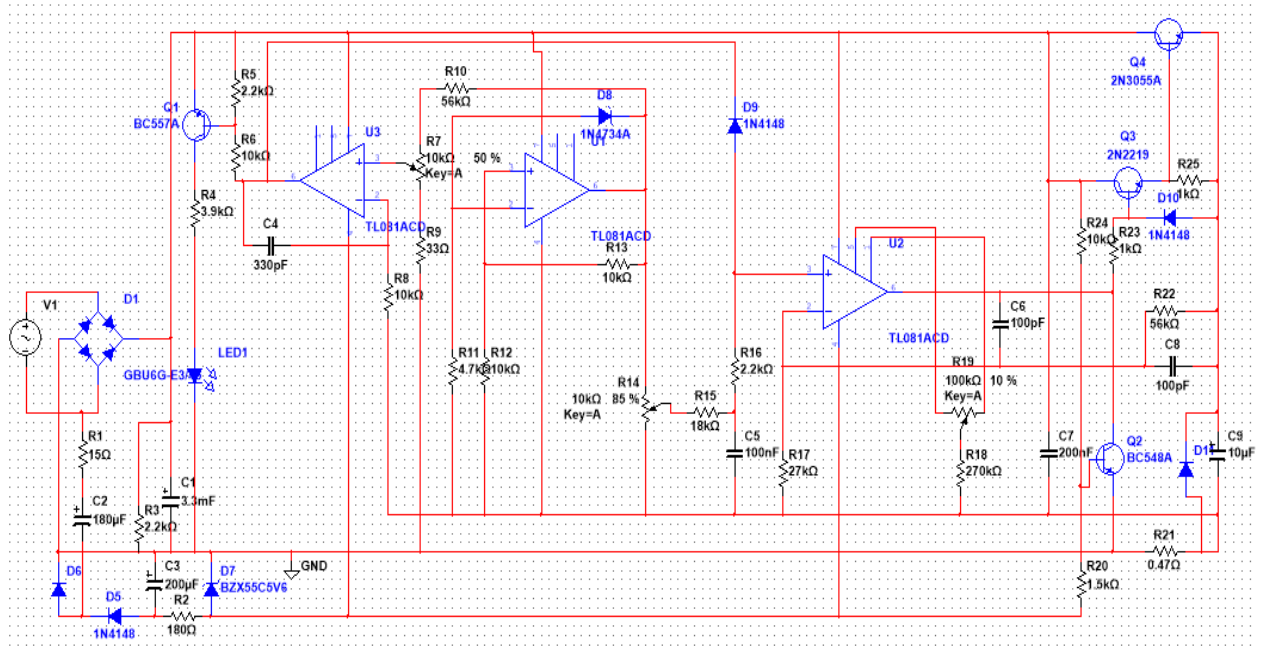 Q4
2N3055A
R5
2.2kΩ
R10
56kΩ
D8
1N4734A
D9
1N4148
Q1
BC557A
U3
R6
10kΩ
R7
10kΩ
Key=A
50 %
U1
Q3
2N2219
R25
1kΩ
R4
3.9kΩ
D10
1N4148
C4
330pF
TL081ACD
R9
33Ω
TL081ACD
R13
10kΩ
U2
R24
10kΩ
R23
1kΩ
R8
10kΩ
V1
D1
C6
100pF
R22
56kΩ
TL081ACD
LED1
GBU6G-E3/
R11
4.7kΩ
R12
10kΩ
R16
2.2kΩ
R19
100kΩ
Key=A
10 %
C8
100pF
R14
10kΩ
85 %
Key=A
R15
18kΩ
R1
15Ω
C5
100nF
R17
27kΩ
R18
270kΩ
C7
200nF
Q2
BC548A
D11
C9
10µF
C1
3.3mF
C2
180µF
R3
2.2kΩ
R21
0.47Ω
D6
C3
200µF
D7
BZX55C5V6
GND
R20
1.5kΩ
D5
1N4148
R2
180Ω